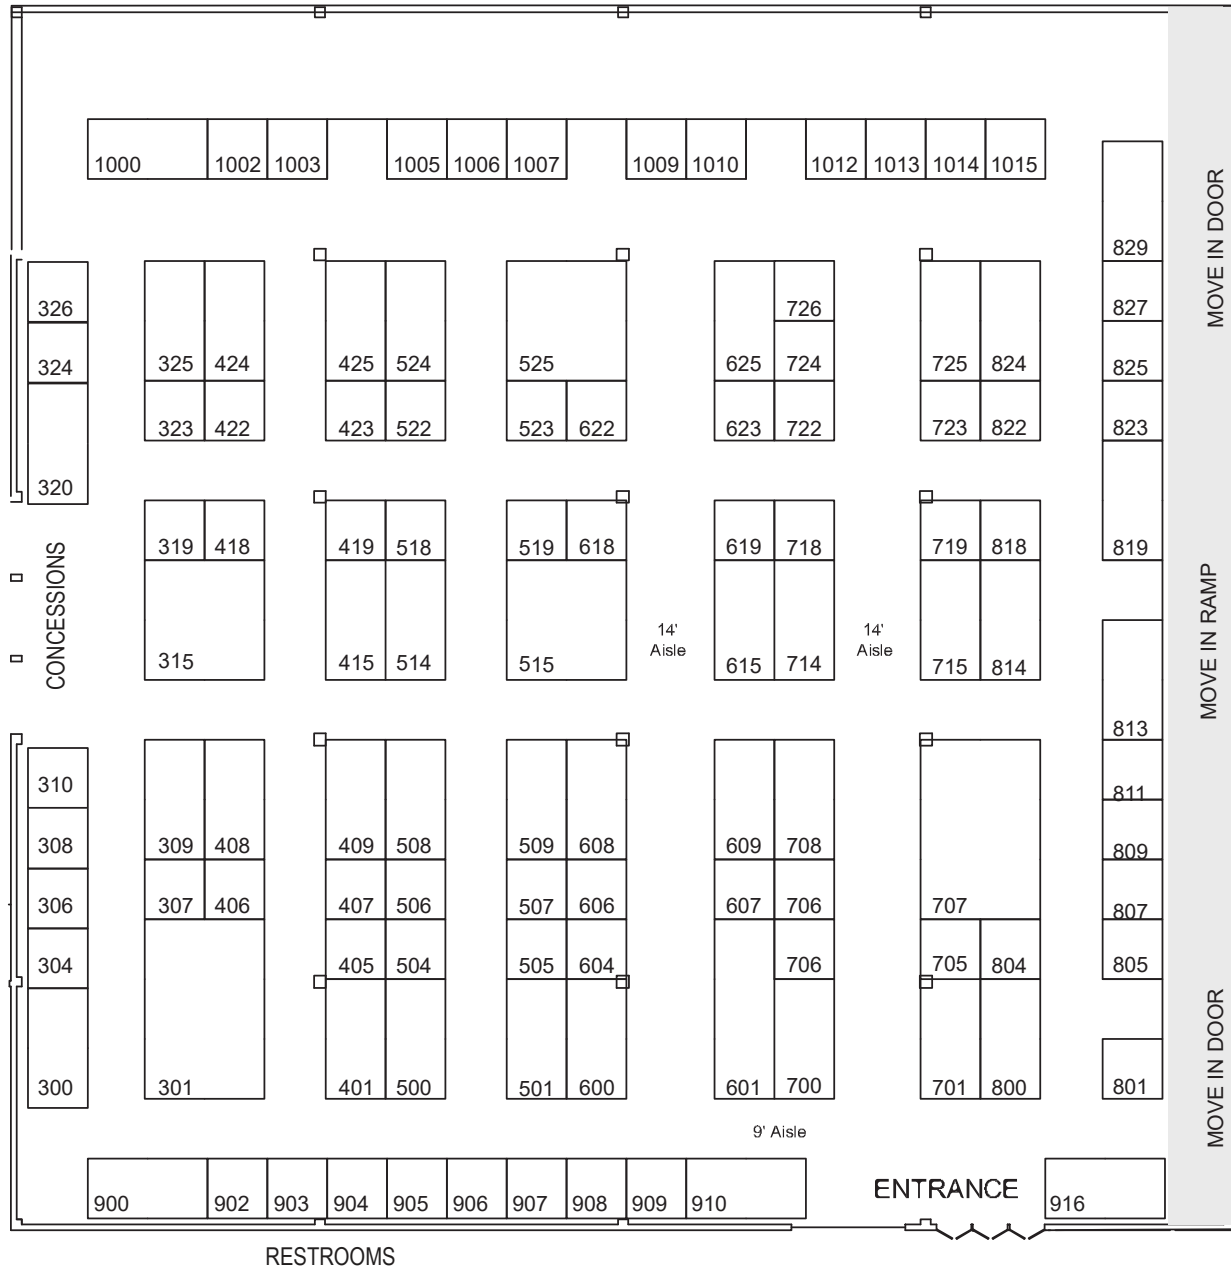 1000 1002 1003 1005 1006 1007 1009 1010 1012 1013 1014 1015
829
326 726 827
324 325 424 425 524 525 625 724 725 824 825
323 422 423 522 523 622 623 722 723 822 823
320
319 418 419 518 519 618 619 718 719 818 819
14' 14'
Aisle Aisle
315 415 514 515 615 714 715 814
813
310 811
308 309 408 409 508 509 608 609 708 809
306 307 406 407 506 507 606 607 706 707 807
304 405 504 505 604 706 705 804 805
300 301 401 500 501 600 601 700 701 800 801
9' Aisle
ENTRANCE
900 902 903 904 905 906 907 908 909 910 916
RESTROOMS
CONCESSIONS
MOVE IN DOOR
MOVE IN RAMP
MOVE IN DOOR